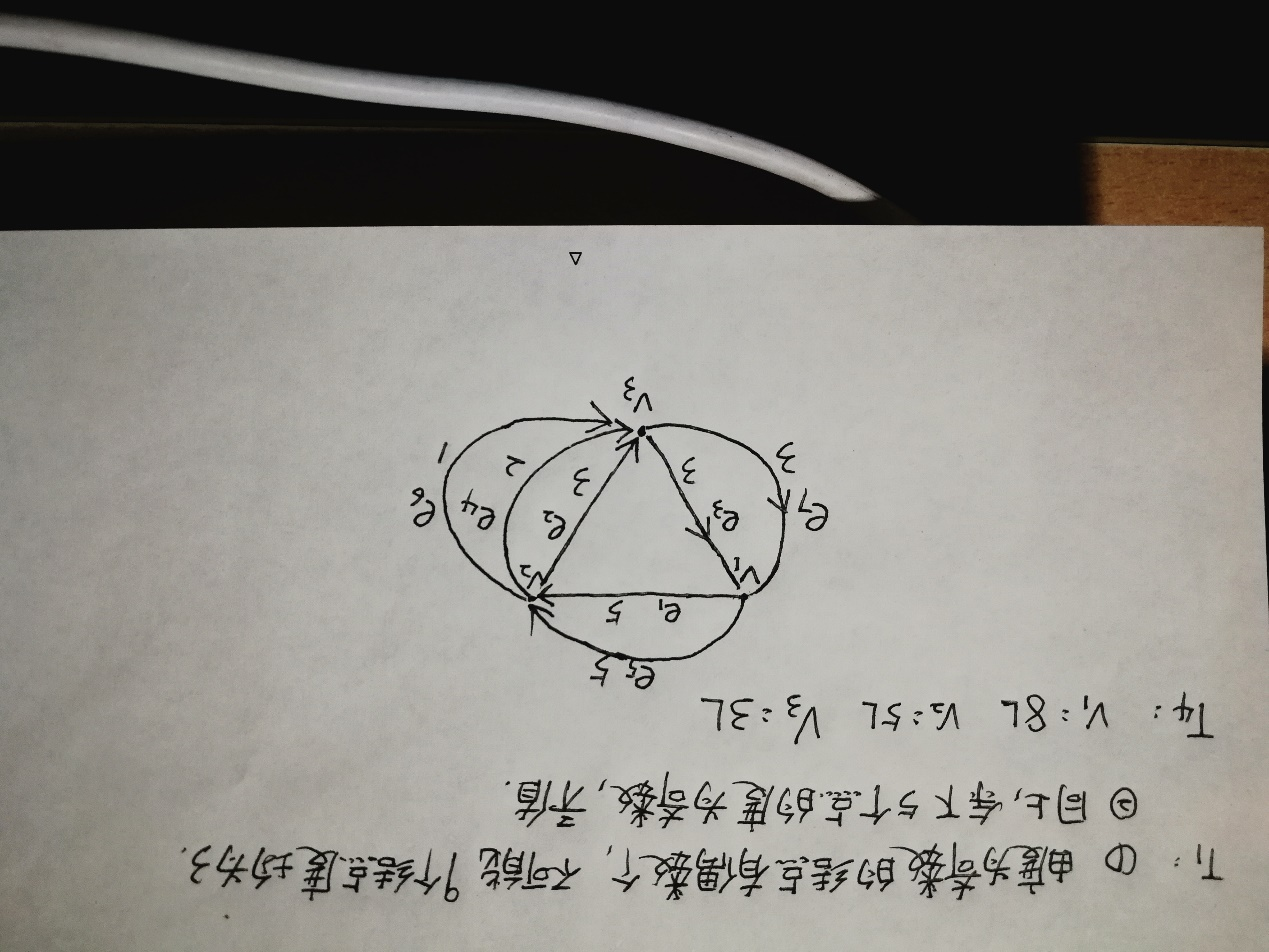 T₁: ① 由度为奇数的结点有偶数个, 不可能9个结点度均为3.
② 同上, 余下5个点的度为奇数, 不值.
T₄: V₁=8L V₂=5L V₃=3L
e₅ 5
e₁ 5
V₁
V₂
e₇ 3
e₃ 3
e₂ 3
e₄ 2
e₆ 1
V₃